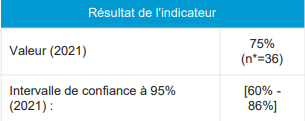 Résultat de l'indicateur
Valeur (2021)
75%
(n*=36)
Intervalle de confiance à 95%
(2021) :
[60% -
86%]